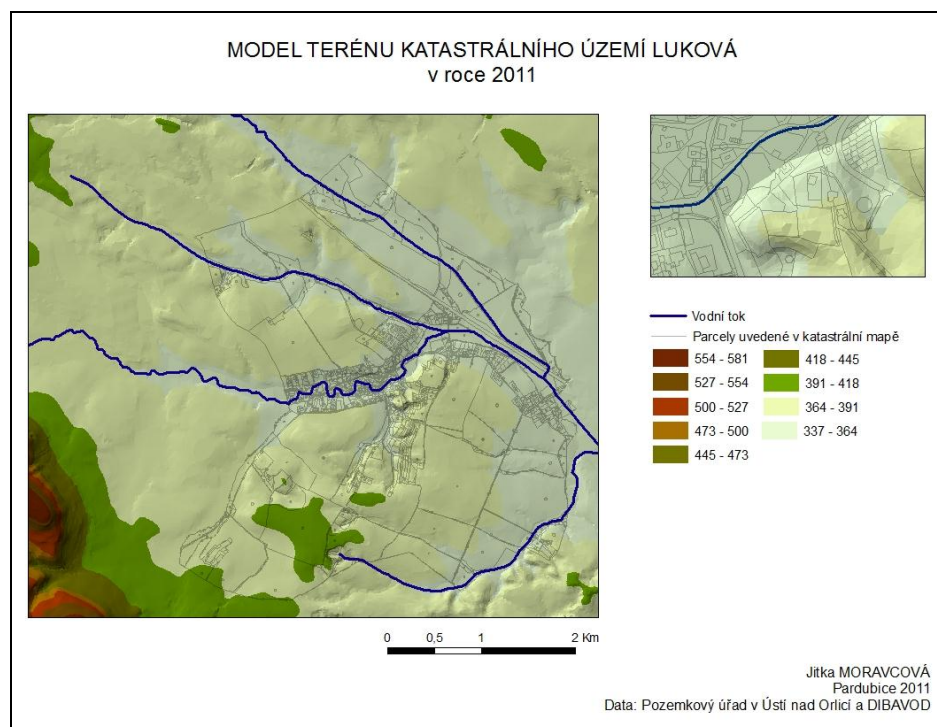 MODEL TERÉNU KATASTRÁLNÍHO ÚZEMÍ LUKOVÁ
v roce 2011
Vodní tok
Parcely uvedené v katastrální mapě
554 - 581
527 - 554
500 - 527
473 - 500
445 - 473
418 - 445
391 - 418
364 - 391
337 - 364
0 0,5 1 2 Km
Jitka MORAVCOVÁ
Pardubice 2011
Data: Pozemkový úřad v Ústí nad Orlicí a DIBAVOD